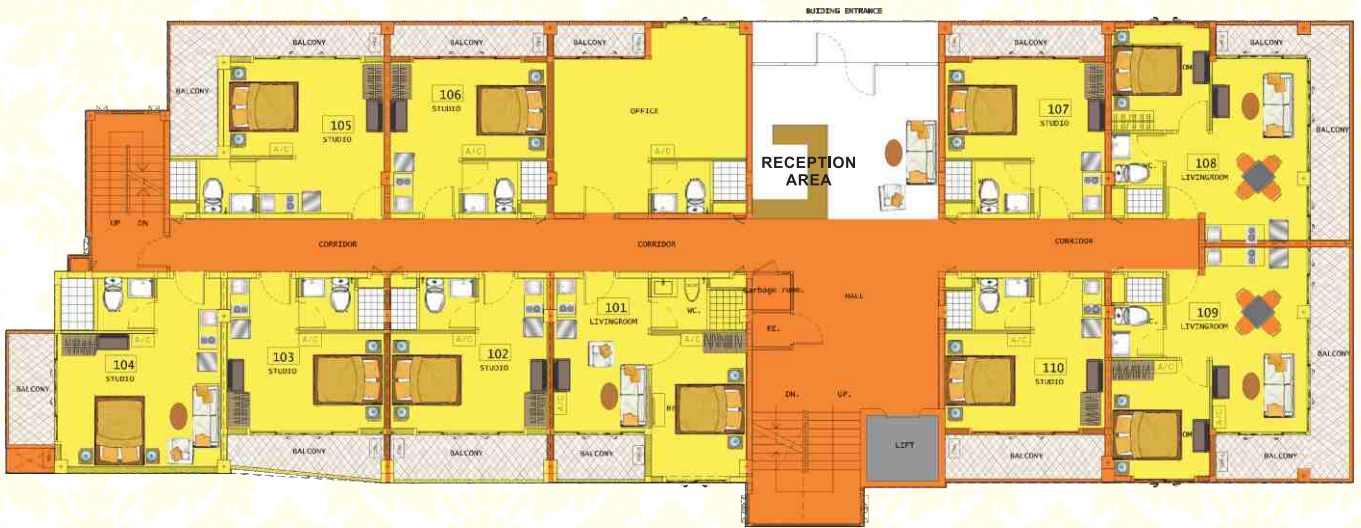 BUIDING ENTRANCE
BALCONY
BALCONY
BALCONY
BALCONY
BALCONY
BALCONY
106
STUDIO
105
STUDIO
OFFICE
107
STUDIO
BALCONY
A/C
A/C
A/C
A/C
RECEPTION
AREA
108
LIVINGROOM
UP DN
CORRIDOR
CORRIDOR
CORRIDOR
Garbage room.
HALL
101
LIVINGROOM
WC.
109
LIVINGROOM
EE.
A/C
A/C
A/C
A/C
A/C
104
STUDIO
103
STUDIO
102
STUDIO
110
STUDIO
BALCONY
BALCONY
A/C
A/C
A/C
DN. UP.
LIFT
BALCONY
BALCONY
BALCONY
BALCONY
BALCONY